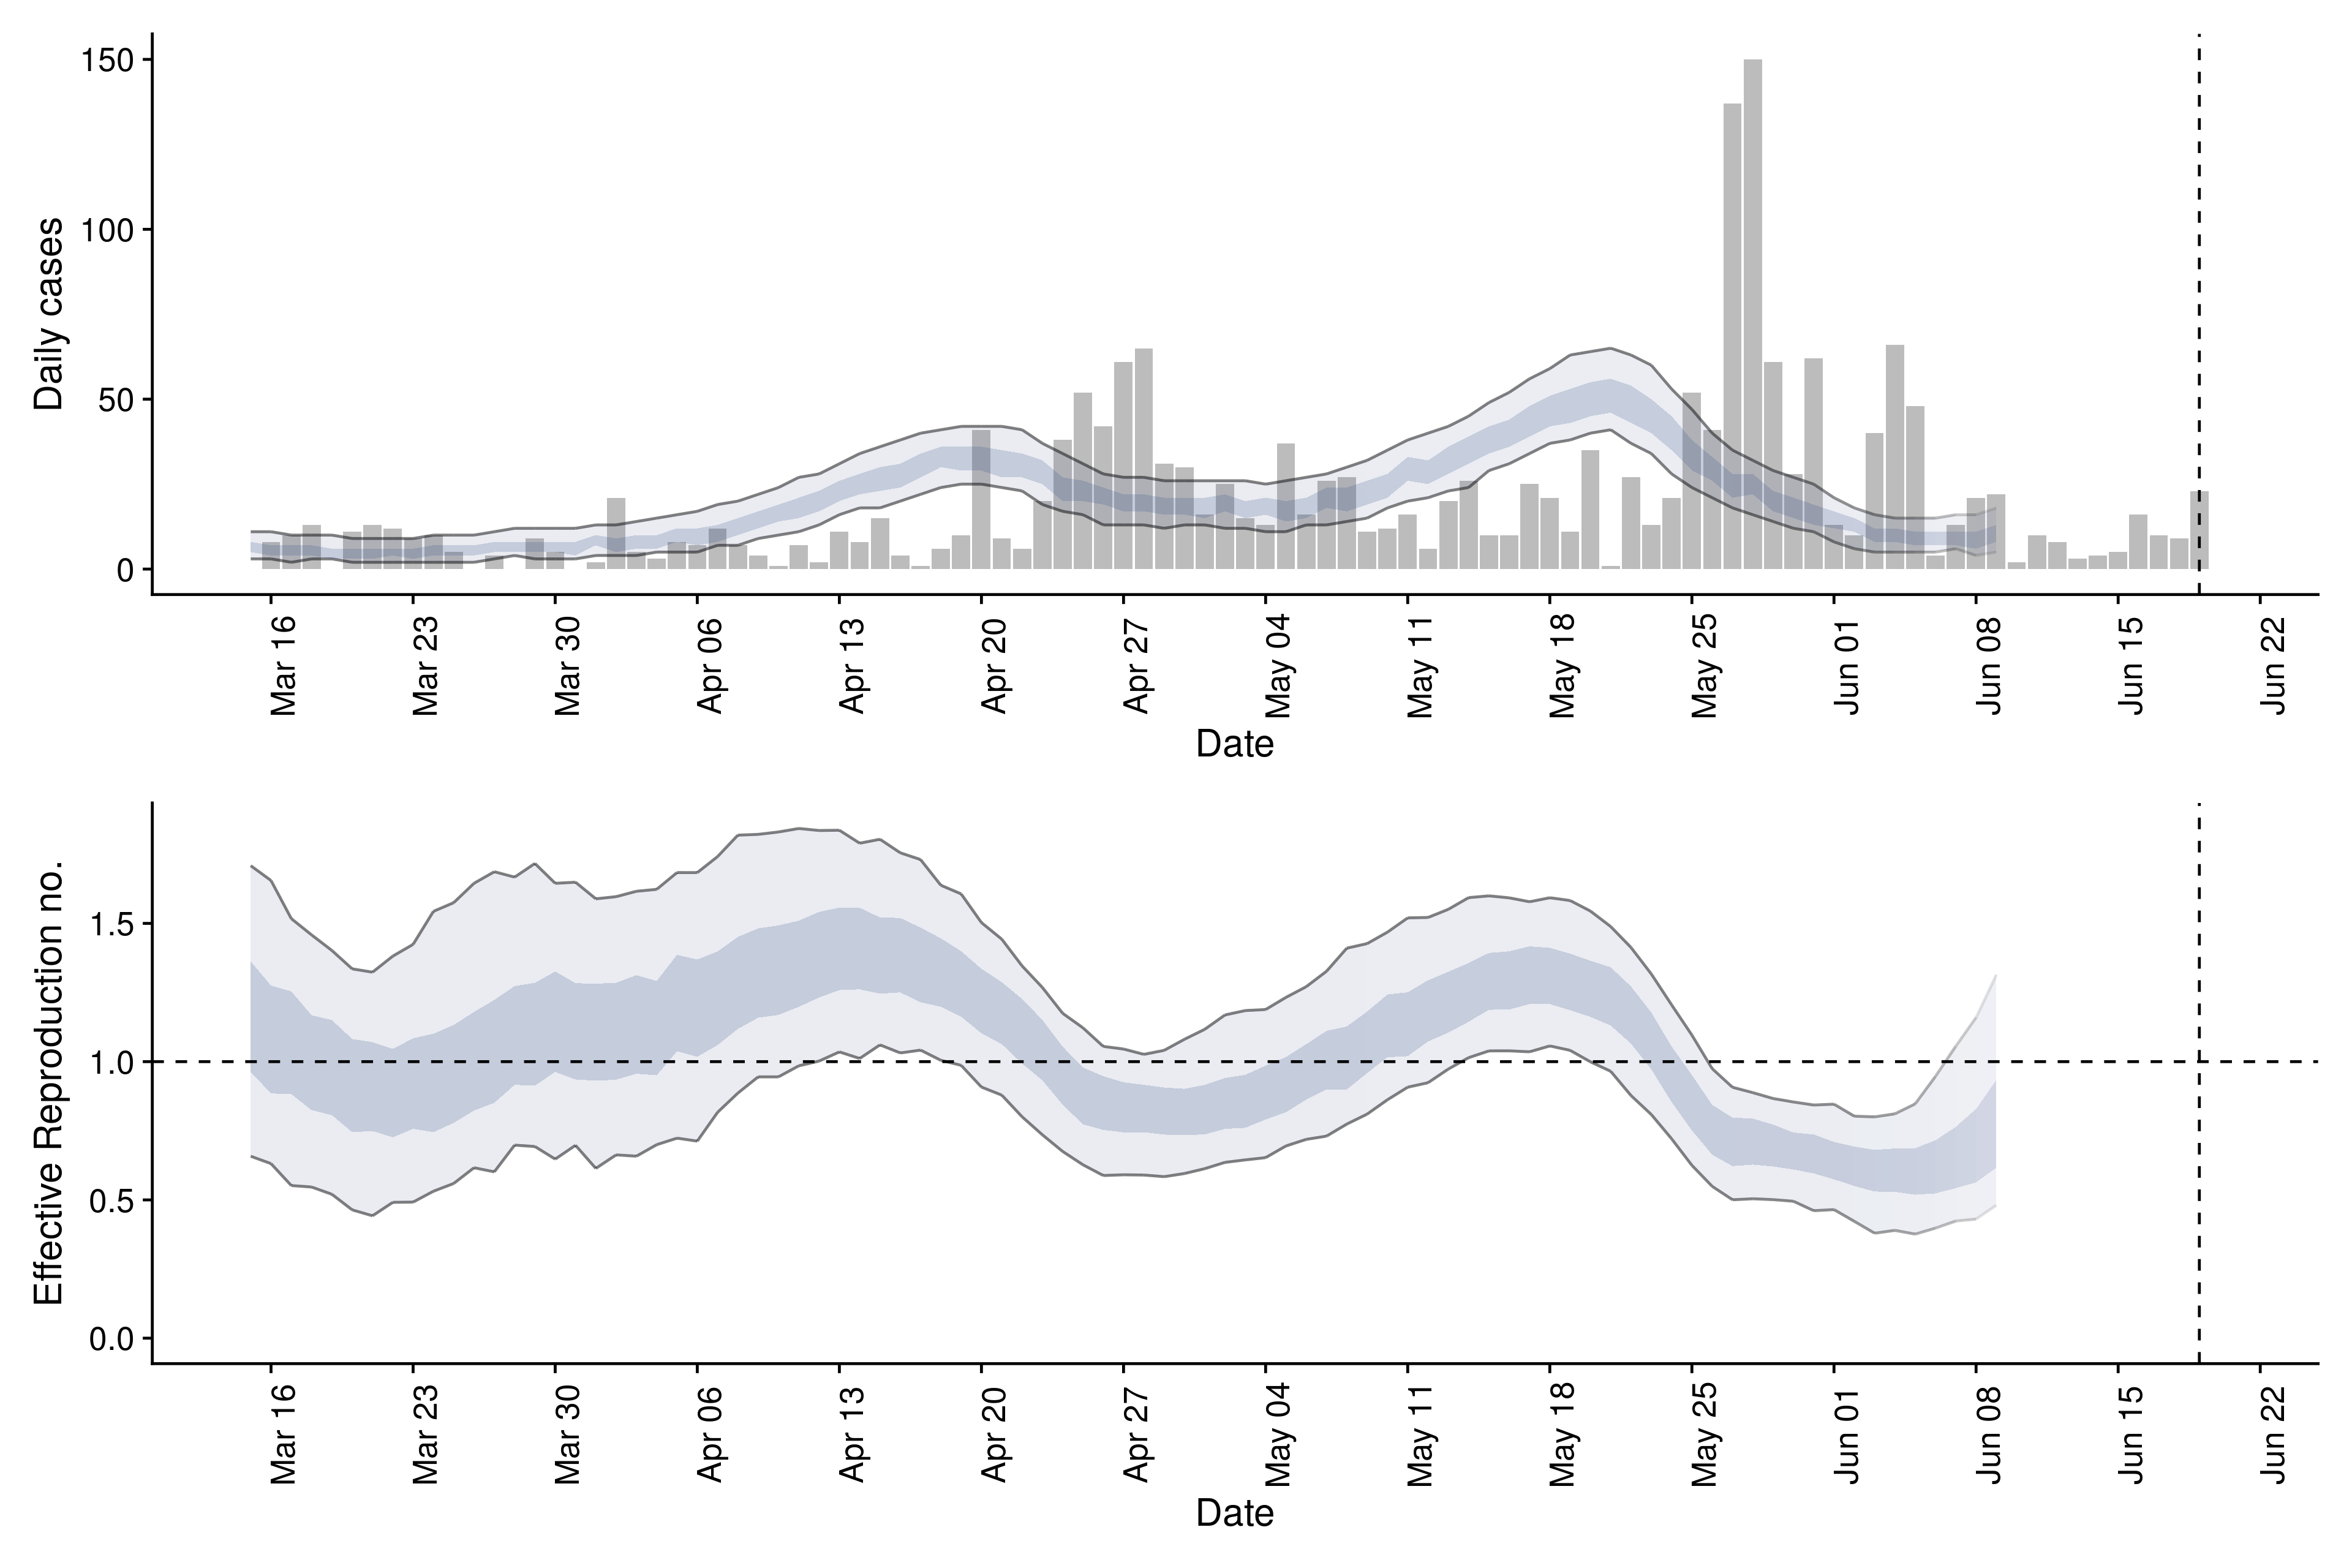 Daily cases
150
100
50
0
Mar 16
Mar 23
Mar 30
Apr 06
Apr 13
Apr 20
Apr 27
May 04
May 11
May 18
May 25
Jun 01
Jun 08
Jun 15
Jun 22
Date
Effective Reproduction no.
1.5
1.0
0.5
0.0
Mar 16
Mar 23
Mar 30
Apr 06
Apr 13
Apr 20
Apr 27
May 04
May 11
May 18
May 25
Jun 01
Jun 08
Jun 15
Jun 22
Date